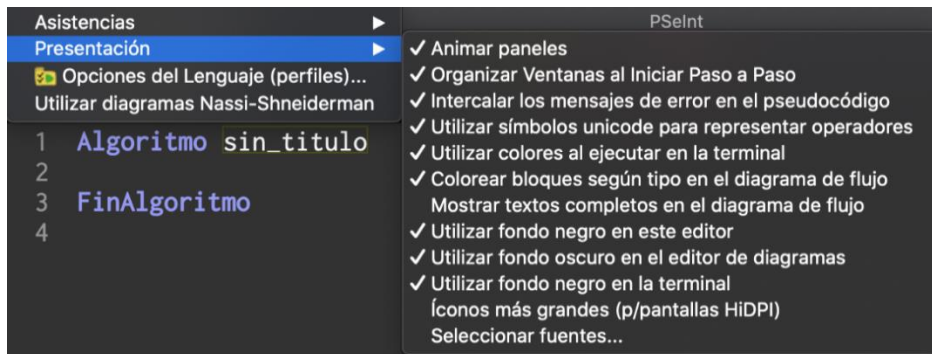 Asistencias
Presentación
Opciones del Lenguaje (perfiles)...
Utilizar diagramas Nassi-Shneiderman
1 Algoritmo sin_titulo
2
3 FinAlgoritmo
4
PSeInt
✓ Animar paneles
✓ Organizar Ventanas al Iniciar Paso a Paso
✓ Intercalar los mensajes de error en el pseudocódigo
✓ Utilizar símbolos unicode para representar operadores
✓ Utilizar colores al ejecutar en la terminal
✓ Colorear bloques según tipo en el diagrama de flujo
Mostrar textos completos en el diagrama de flujo
✓ Utilizar fondo negro en este editor
✓ Utilizar fondo oscuro en el editor de diagramas
✓ Utilizar fondo negro en la terminal
Íconos más grandes (p/pantallas HiDPI)
Seleccionar fuentes...